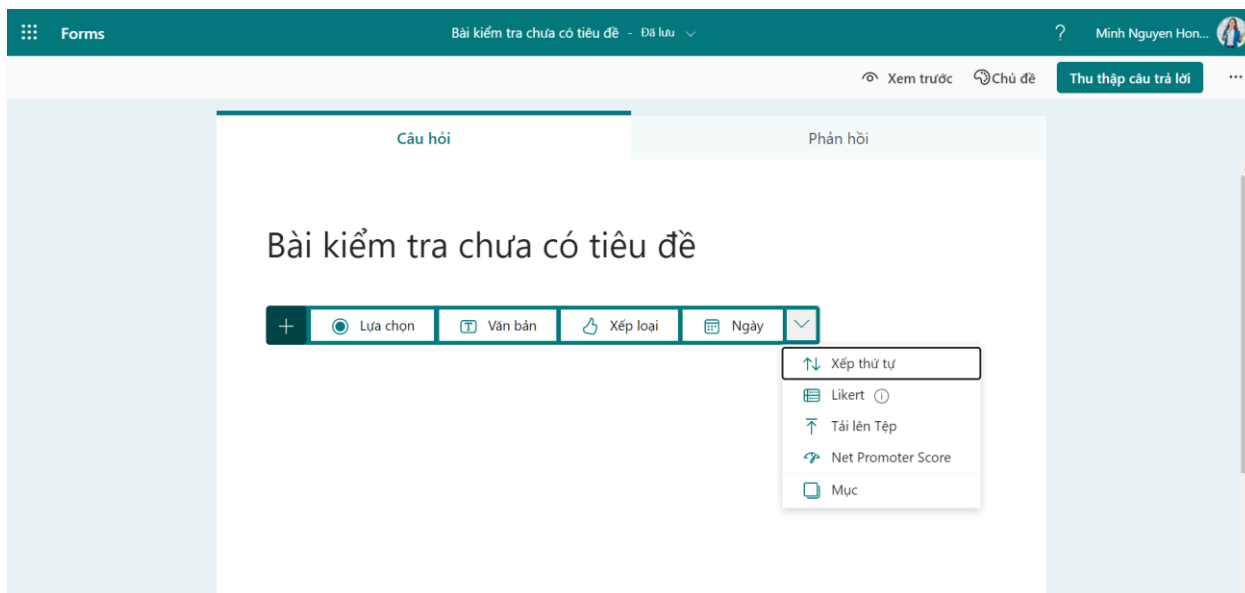 Forms
Bài kiểm tra chưa có tiêu đề - Đã lưu
? Minh Nguyen Hon...
Xem trước
Chủ đề
Thu thập câu trả lời
...
Câu hỏi
Phản hồi
Bài kiểm tra chưa có tiêu đề
Lựa chọn
Văn bản
Xếp loại
Ngày
Xếp thứ tự
Likert
Tải lên Tệp
Net Promoter Score
Mục